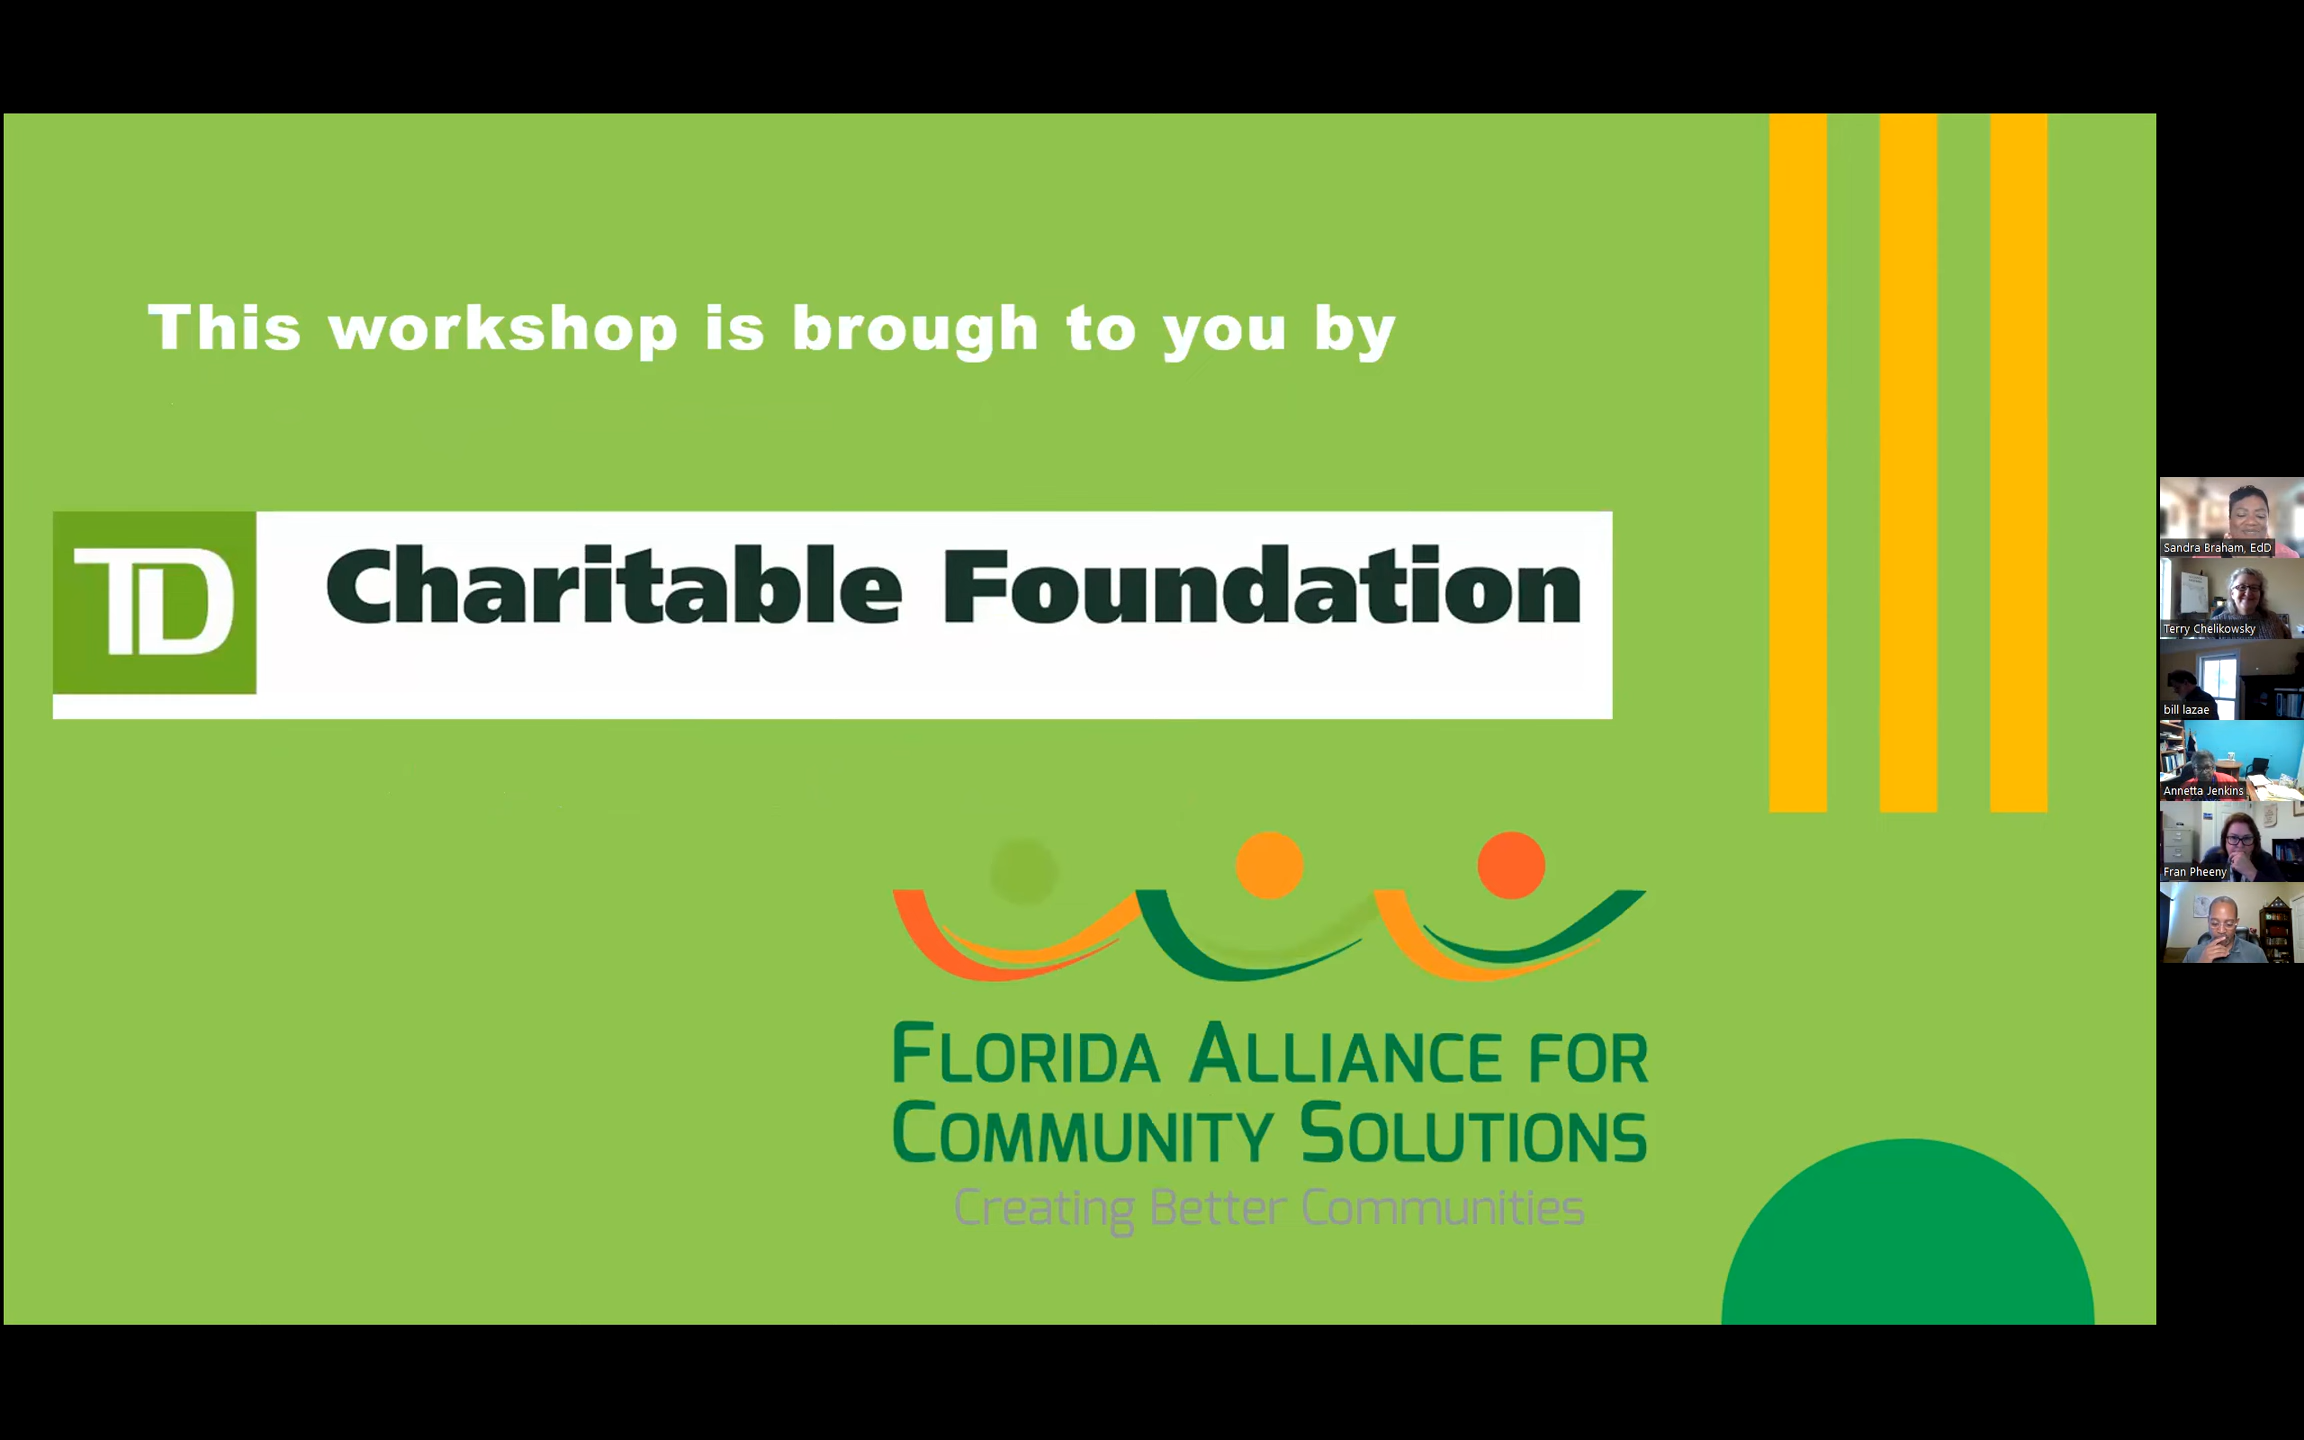 This workshop is brough to you by
TD
Charitable Foundation
FLORIDA ALLIANCE FOR
COMMUNITY SOLUTIONS
Creating Better Communities
Sandra Braham, EdD
Terry Chelikowsky
bill lazae
Annetta Jenkins
Fran Pheeny